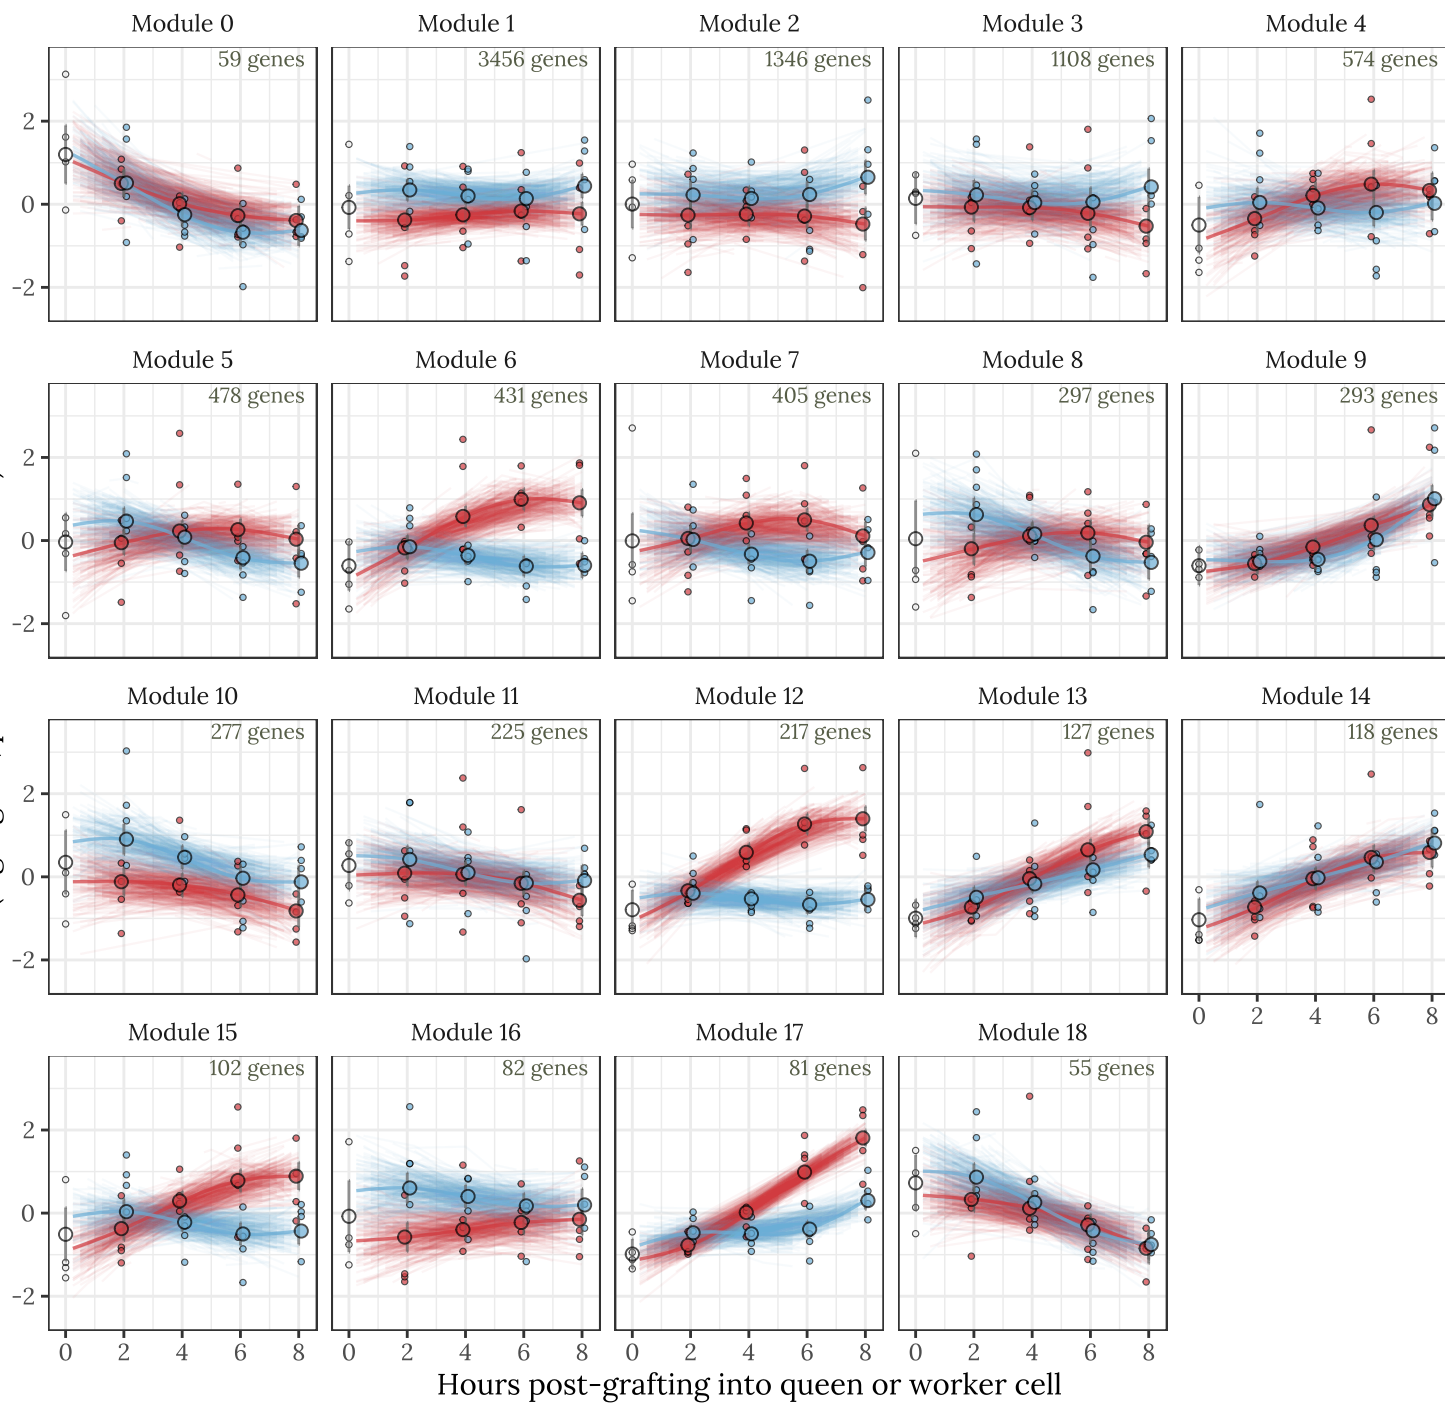 Module 0 Module 1 Module 2 Module 3 Module 4
59 genes 3456 genes 1346 genes 1108 genes 574 genes
2
0
-2
Module 5 Module 6 Module 7 Module 8 Module 9
478 genes 431 genes 405 genes 297 genes 293 genes
2
0
-2
Module 10 Module 11 Module 12 Module 13 Module 14
277 genes 225 genes 217 genes 127 genes 118 genes
2
0
-2
0 2 4 6 8
Module 15 Module 16 Module 17 Module 18
102 genes 82 genes 81 genes 55 genes
2
0
-2
0 2 4 6 8 0 2 4 6 8 0 2 4 6 8 0 2 4 6 8
Hours post-grafting into queen or worker cell